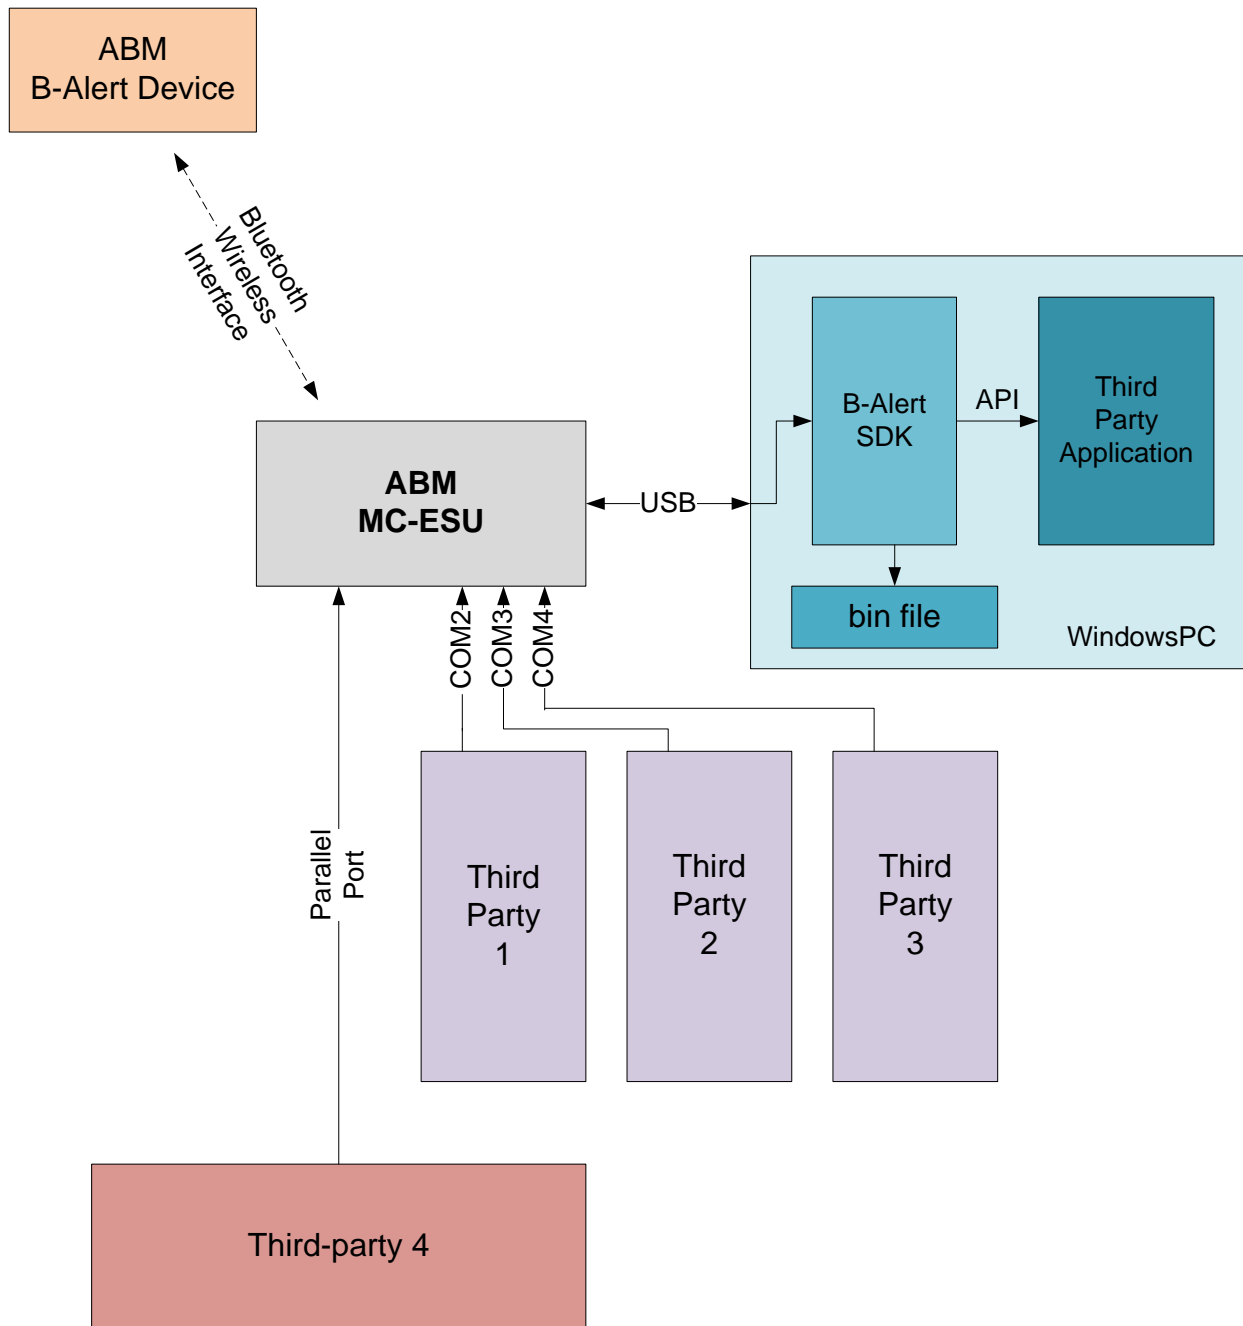 ABM
B-Alert Device
Bluetooth
Wireless
Interface
ABM
MC-ESU
USB
B-Alert
SDK
API
Third
Party
Application
bin file
WindowsPC
COM2
COM3
COM4
Parallel
Port
Third
Party
1
Third
Party
2
Third
Party
3
Third-party 4